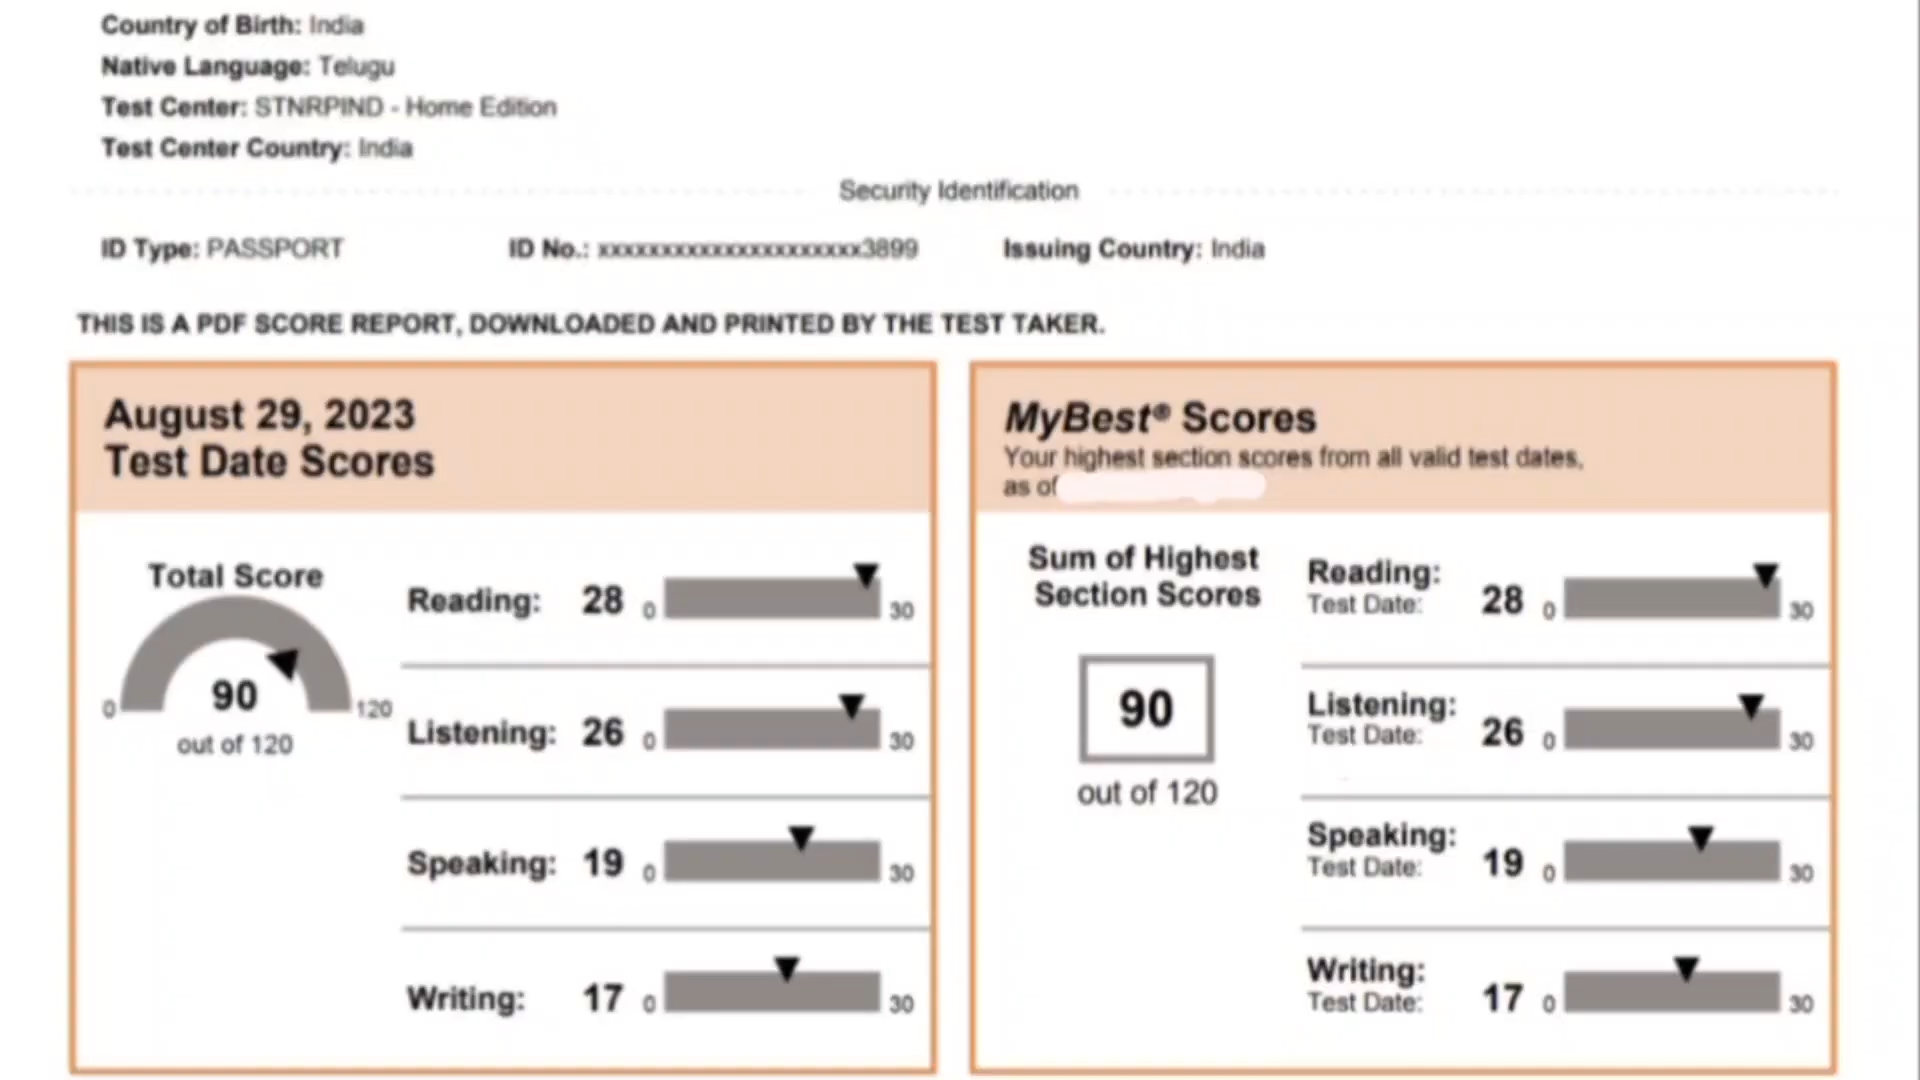 Country of Birth: India
Native Language: Telugu
Test Center: STNRPIND - Home Edition
Test Center Country: India
Security Identification
ID Type: PASSPORT ID No.: xxxxxxxxxxxxxxxxxxxxx3899 Issuing Country: India
THIS IS A PDF SCORE REPORT, DOWNLOADED AND PRINTED BY THE TEST TAKER.
August 29, 2023
Test Date Scores
Total Score
90
0 120
out of 120
Reading: 28 0 30
Listening: 26 0 30
Speaking: 19 0 30
Writing: 17 0 30
MyBest® Scores
Your highest section scores from all valid test dates,
as of
Sum of Highest
Section Scores
90
out of 120
Reading:
Test Date: 28 0 30
Listening:
Test Date: 26 0 30
Speaking:
Test Date: 19 0 30
Writing:
Test Date: 17 0 30